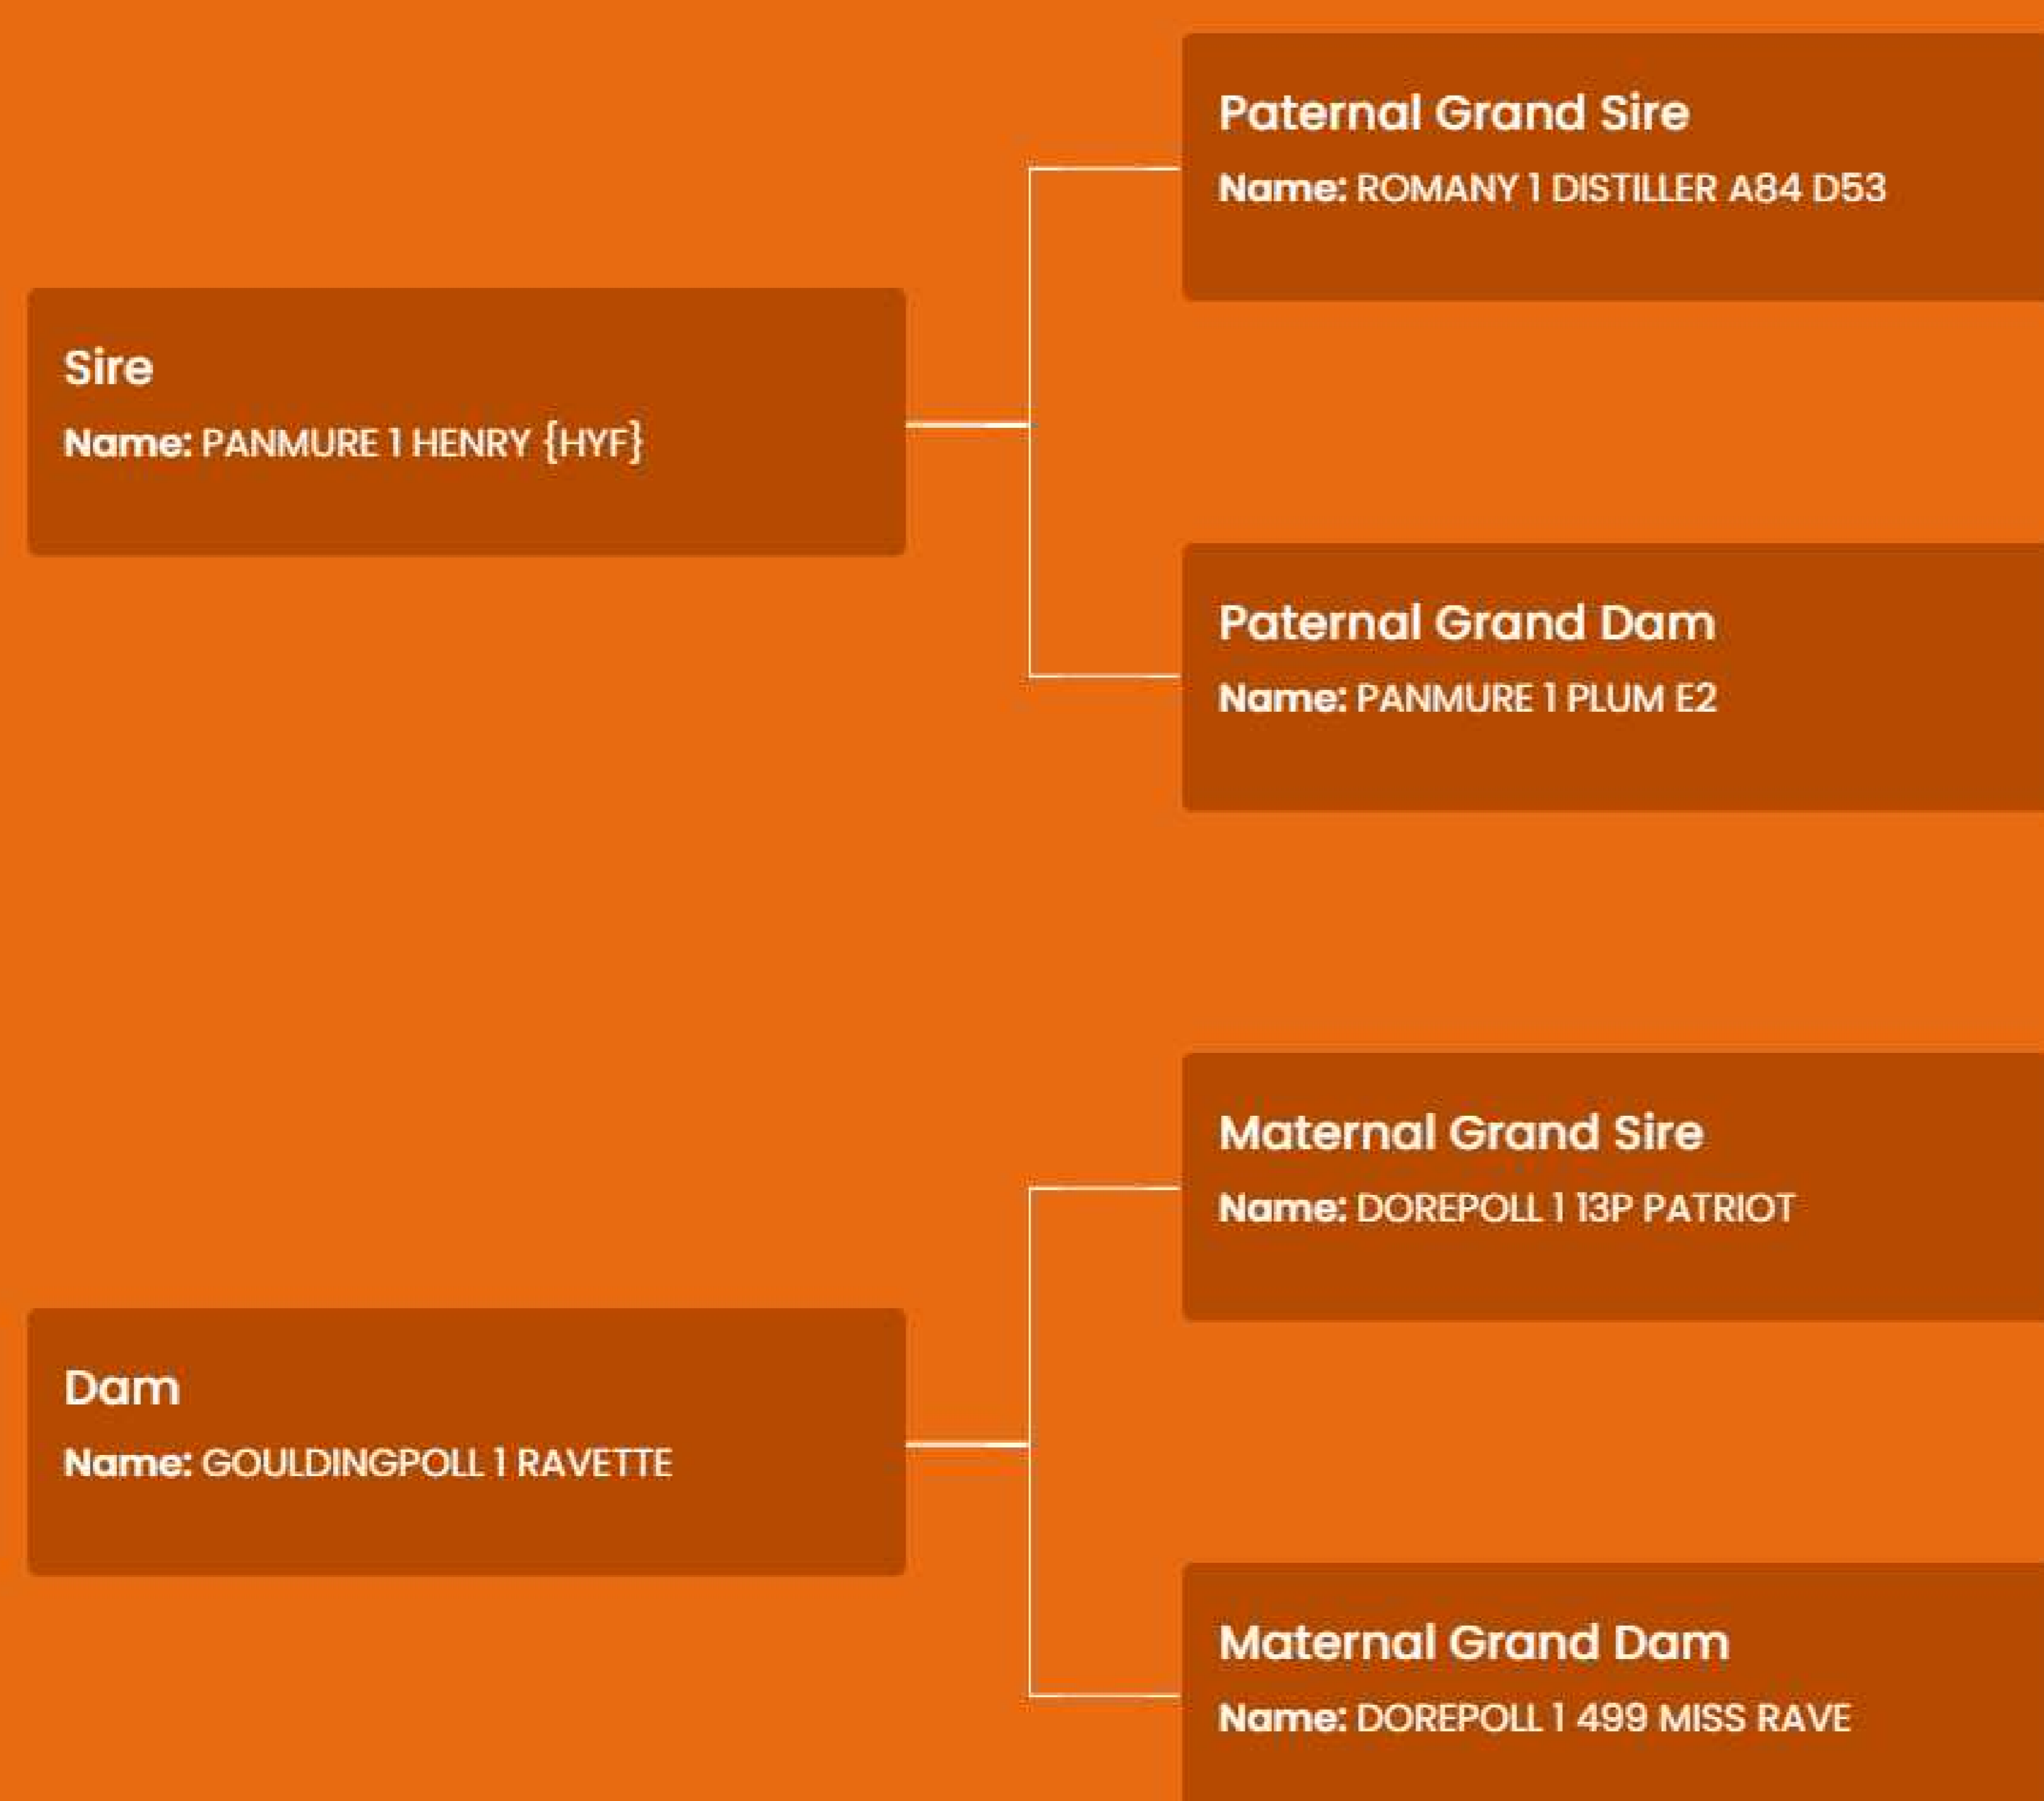 Paternal Grand Sire
Name: ROMANY 1 DISTILLER A84 D53
Sire
Name: PANMURE 1 HENRY {HYF}
Paternal Grand Dam
Name: PANMURE 1 PLUM E2
Maternal Grand Sire
Name: DOREPOLL 1 13P PATRIOT
Dam
Name: GOULDINGPOLL 1 RAVETTE
Maternal Grand Dam
Name: DOREPOLL 1 499 MISS RAVE